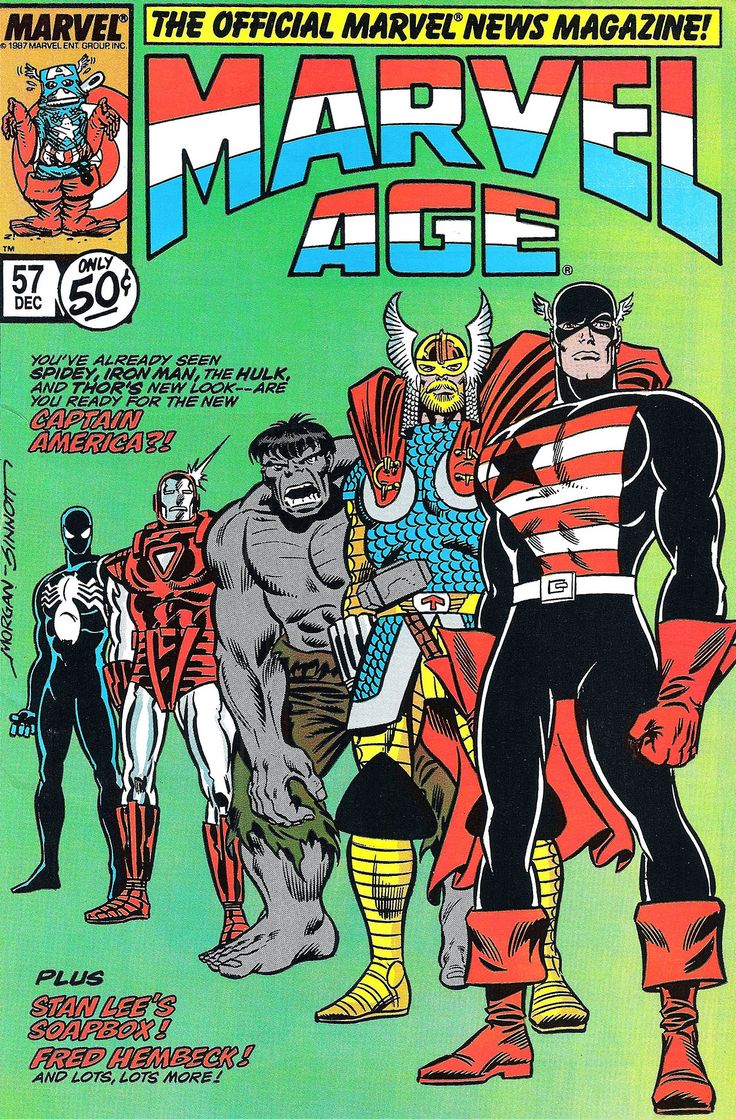 MARVEL
© 1987 MARVEL ENT. GROUP, INC.
TM
57
DEC
ONLY
50¢
THE OFFICIAL MARVEL® NEWS MAGAZINE!
MARVEL
AGE®
YOU'VE ALREADY SEEN
SPIDEY, IRON MAN, THE HULK,
AND THOR'S NEW LOOK--ARE
YOU READY FOR THE NEW
CAPTAIN
AMERICA?!
MORGAN-SINNOTT
PLUS
STAN LEE'S
SOAPBOX!
FRED HEMBECK!
AND LOTS, LOTS MORE!